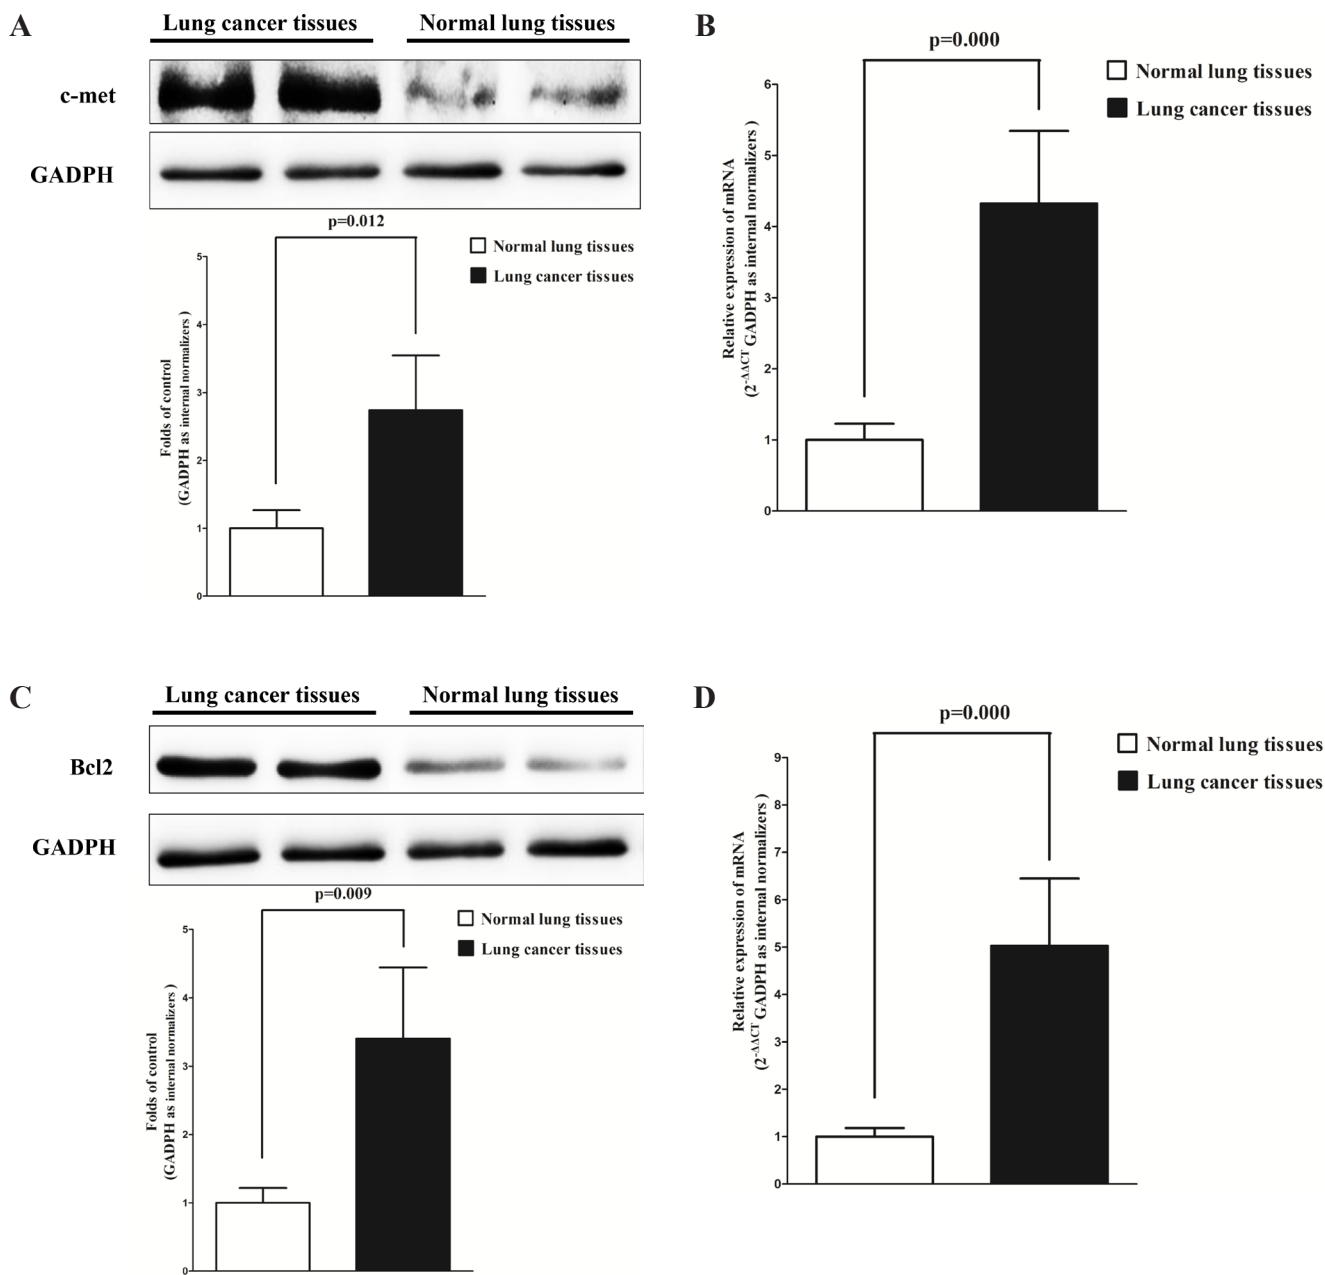 A
Lung cancer tissues
Normal lung tissues
c-met
GADPH
p=0.012
Normal lung tissues
Lung cancer tissues
Folds of control
(GADPH as internal normalizers )
5
4
3
2
1
0
B
p=0.000
Normal lung tissues
Lung cancer tissues
Relative expression of mRNA
(2-ΔΔCT GADPH as internal normalizers )
6
5
4
3
2
1
0
C
Lung cancer tissues
Normal lung tissues
Bcl2
GADPH
p=0.009
Normal lung tissues
Lung cancer tissues
Folds of control
(GADPH as internal normalizers )
5
4
3
2
1
0
D
p=0.000
Normal lung tissues
Lung cancer tissues
Relative expression of mRNA
(2-ΔΔCT GADPH as internal normalizers )
9
8
7
6
5
4
3
2
1
0